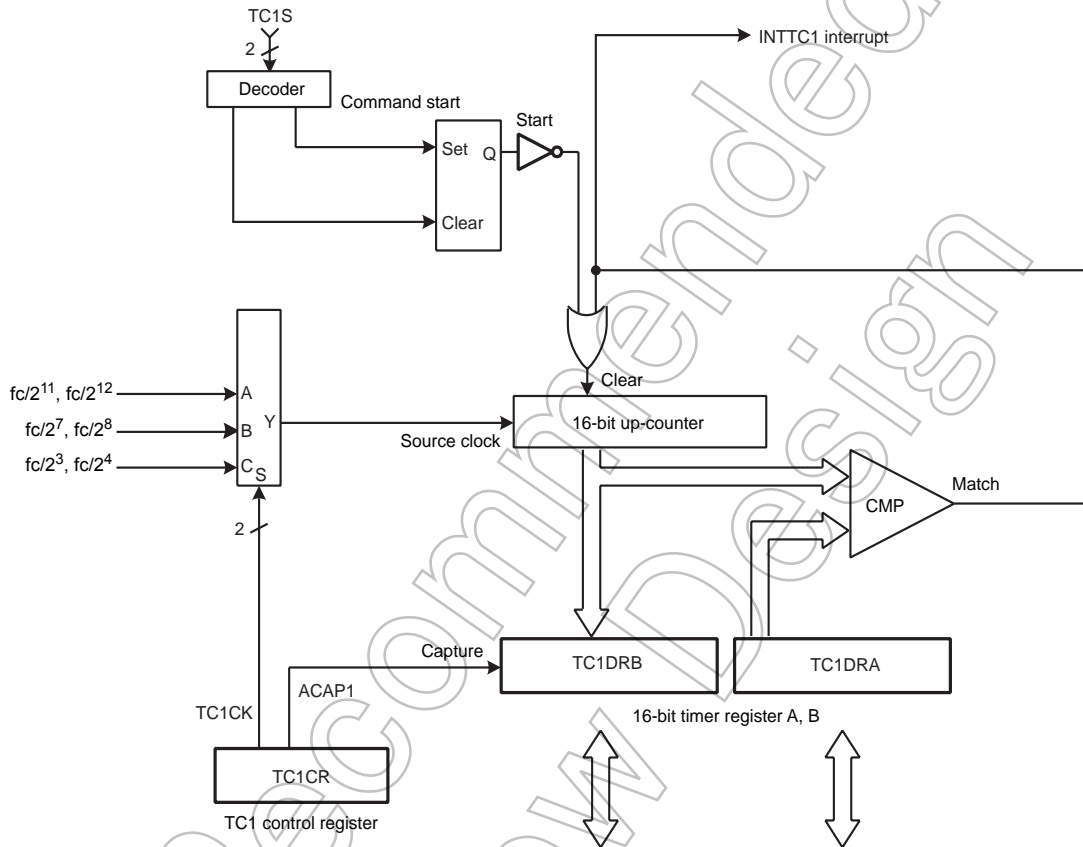 TC1S
INTTC1 interrupt
2
Decoder
Command start
Start
Set
Q
Clear
Clear
fc/2^11, fc/2^12
A
fc/2^7, fc/2^8
B
Y
fc/2^3, fc/2^4
C
S
Source clock
16-bit up-counter
CMP
Match
2
Capture
TC1DRB
TC1DRA
ACAP1
TC1CK
16-bit timer register A, B
TC1CR
TC1 control register
ecommended
w Design